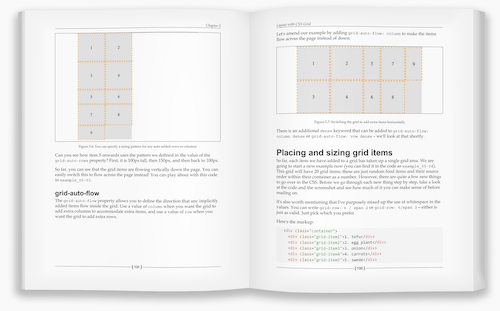 Chapter 5
1 2
3 4
5 6
7 8
9
Figure 5.6: You can specify a sizing pattern for any auto-added rows or columns
Can you see how item 3 onwards uses the pattern we defined in the value of the
grid-auto-rows property? First, it is 100px tall, then 150px, and then back to 100px.
So far, you can see that the grid items are flowing vertically down the page. You can
easily switch this to flow across the page instead. You can play about with this code
in
grid-auto-flow
The grid-auto-flow property allows you to define the direction that any implicitly
added items flow inside the grid. Use a value of column when you want the grid to
add extra columns to accommodate extra items, and use a value of row when you
want the grid to add extra rows.
Layout with CSS Grid
Let's amend our example by adding grid-auto-flow: column to make the items
flow across the page instead of down.
1 2 5 7 9
3 4 6 8
Figure 5.7: Switching the grid to add extra items horizontally
There is an additional dense keyword that can be added to grid-auto-flow:
column dense or grid-auto-flow: row dense – we'll look at that shortly.
Placing and sizing grid items
So far, each item we have added to a grid has taken up a single grid area. We are
going to start a new example now (you can find it in the code as
This grid will have 20 grid items; these are just random food items and their source
order within their container as a number. However, there are quite a few new things
to go over in the CSS. Before we go through each new thing step by step, take a look
at the code and the screenshot and see how much of it you can make sense of before
reading on.
It's also worth mentioning that I've purposely mixed up the use of whitespace in the
values. You can write grid-row: 6 / span 2 or grid-row: 6/span 2—either is
just as valid. Just pick which you prefer.
Here's the markup:
<div class="container">
<div class="grid-item1">1. tofu</div>
<div class="grid-item2">2. egg plant</div>
<div class="grid-item3">3. onion</div>
<div class="grid-item4">4. carrots</div>
<div class="grid-item5">5. swede</div>